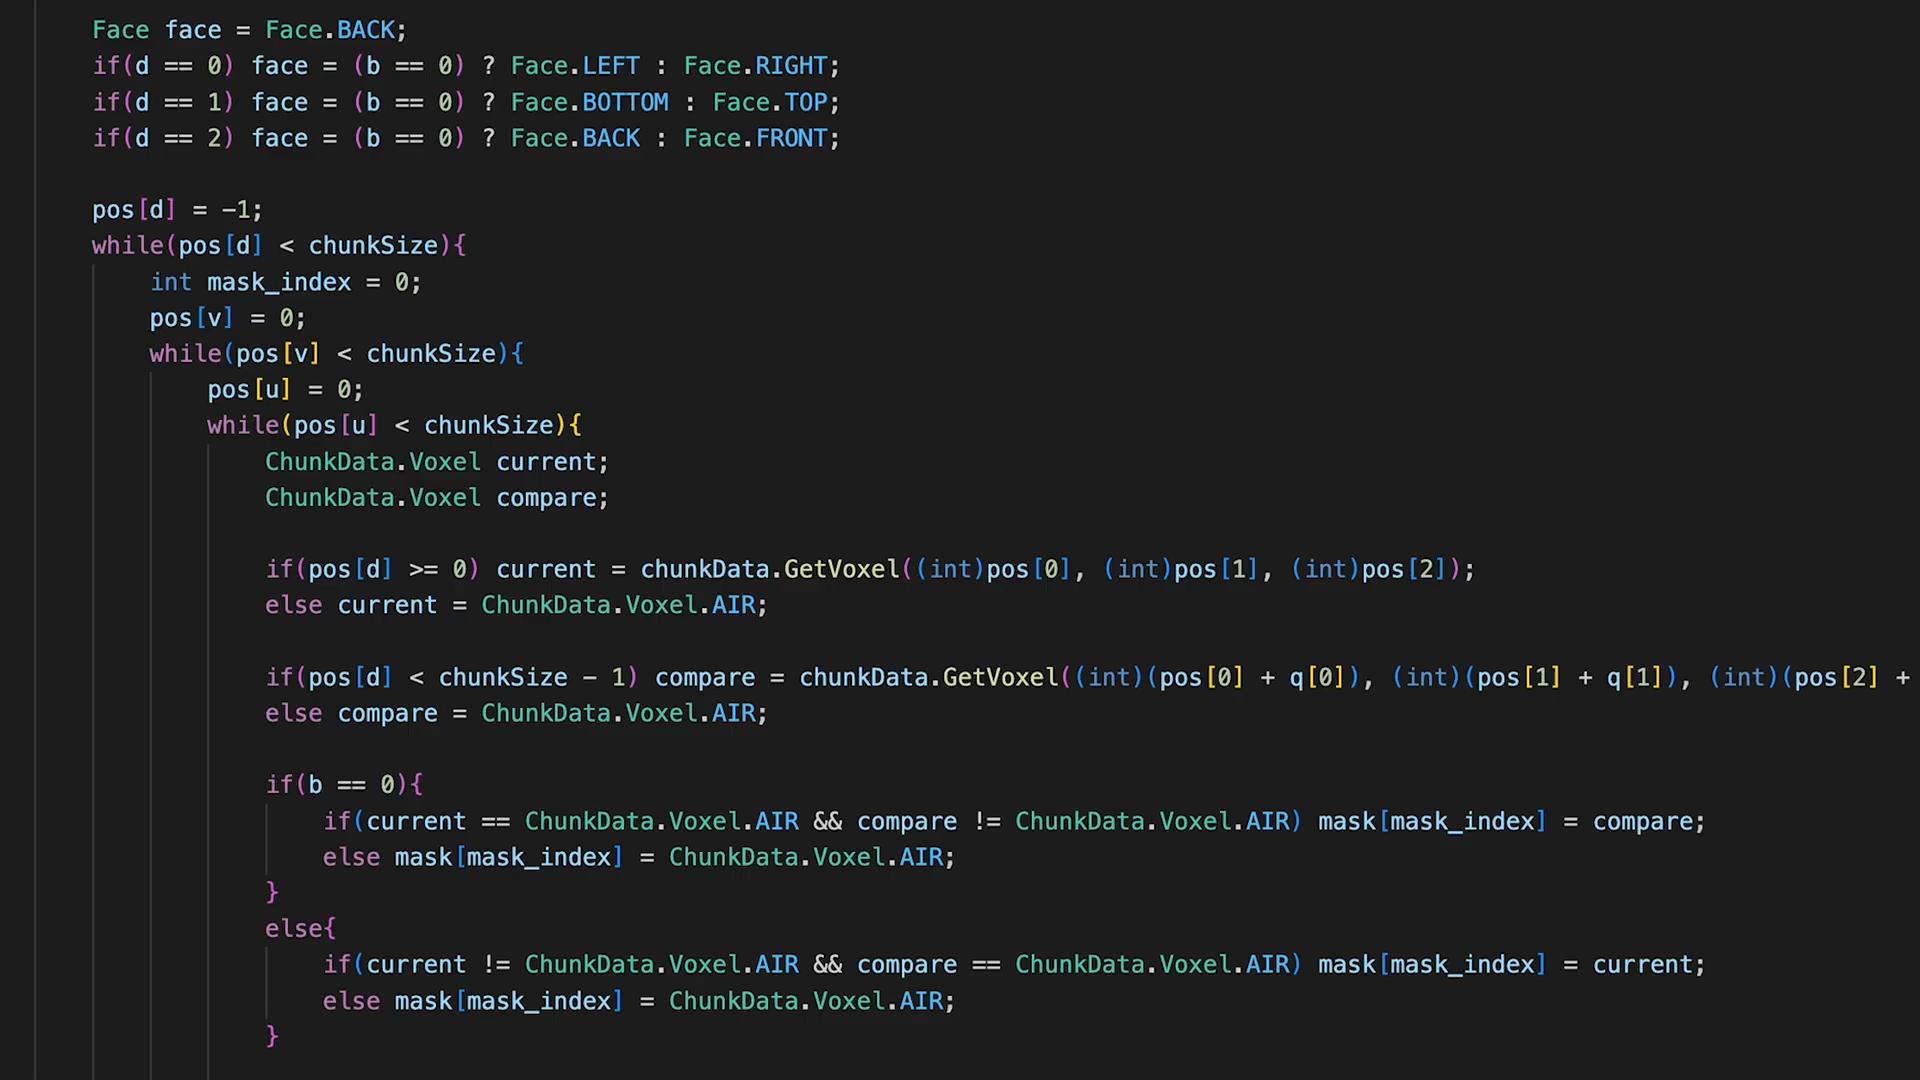 Face face = Face.BACK;
if(d == 0) face = (b == 0) ? Face.LEFT : Face.RIGHT;
if(d == 1) face = (b == 0) ? Face.BOTTOM : Face.TOP;
if(d == 2) face = (b == 0) ? Face.BACK : Face.FRONT;
pos[d] = -1;
while(pos[d] < chunkSize){
int mask_index = 0;
pos[v] = 0;
while(pos[v] < chunkSize){
pos[u] = 0;
while(pos[u] < chunkSize){
ChunkData.Voxel current;
ChunkData.Voxel compare;
if(pos[d] >= 0) current = chunkData.GetVoxel((int)pos[0], (int)pos[1], (int)pos[2]);
else current = ChunkData.Voxel.AIR;
if(pos[d] < chunkSize - 1) compare = chunkData.GetVoxel((int)(pos[0] + q[0]), (int)(pos[1] + q[1]), (int)(pos[2] +
else compare = ChunkData.Voxel.AIR;
if(b == 0){
if(current == ChunkData.Voxel.AIR && compare != ChunkData.Voxel.AIR) mask[mask_index] = compare;
else mask[mask_index] = ChunkData.Voxel.AIR;
}
else{
if(current != ChunkData.Voxel.AIR && compare == ChunkData.Voxel.AIR) mask[mask_index] = current;
else mask[mask_index] = ChunkData.Voxel.AIR;
}